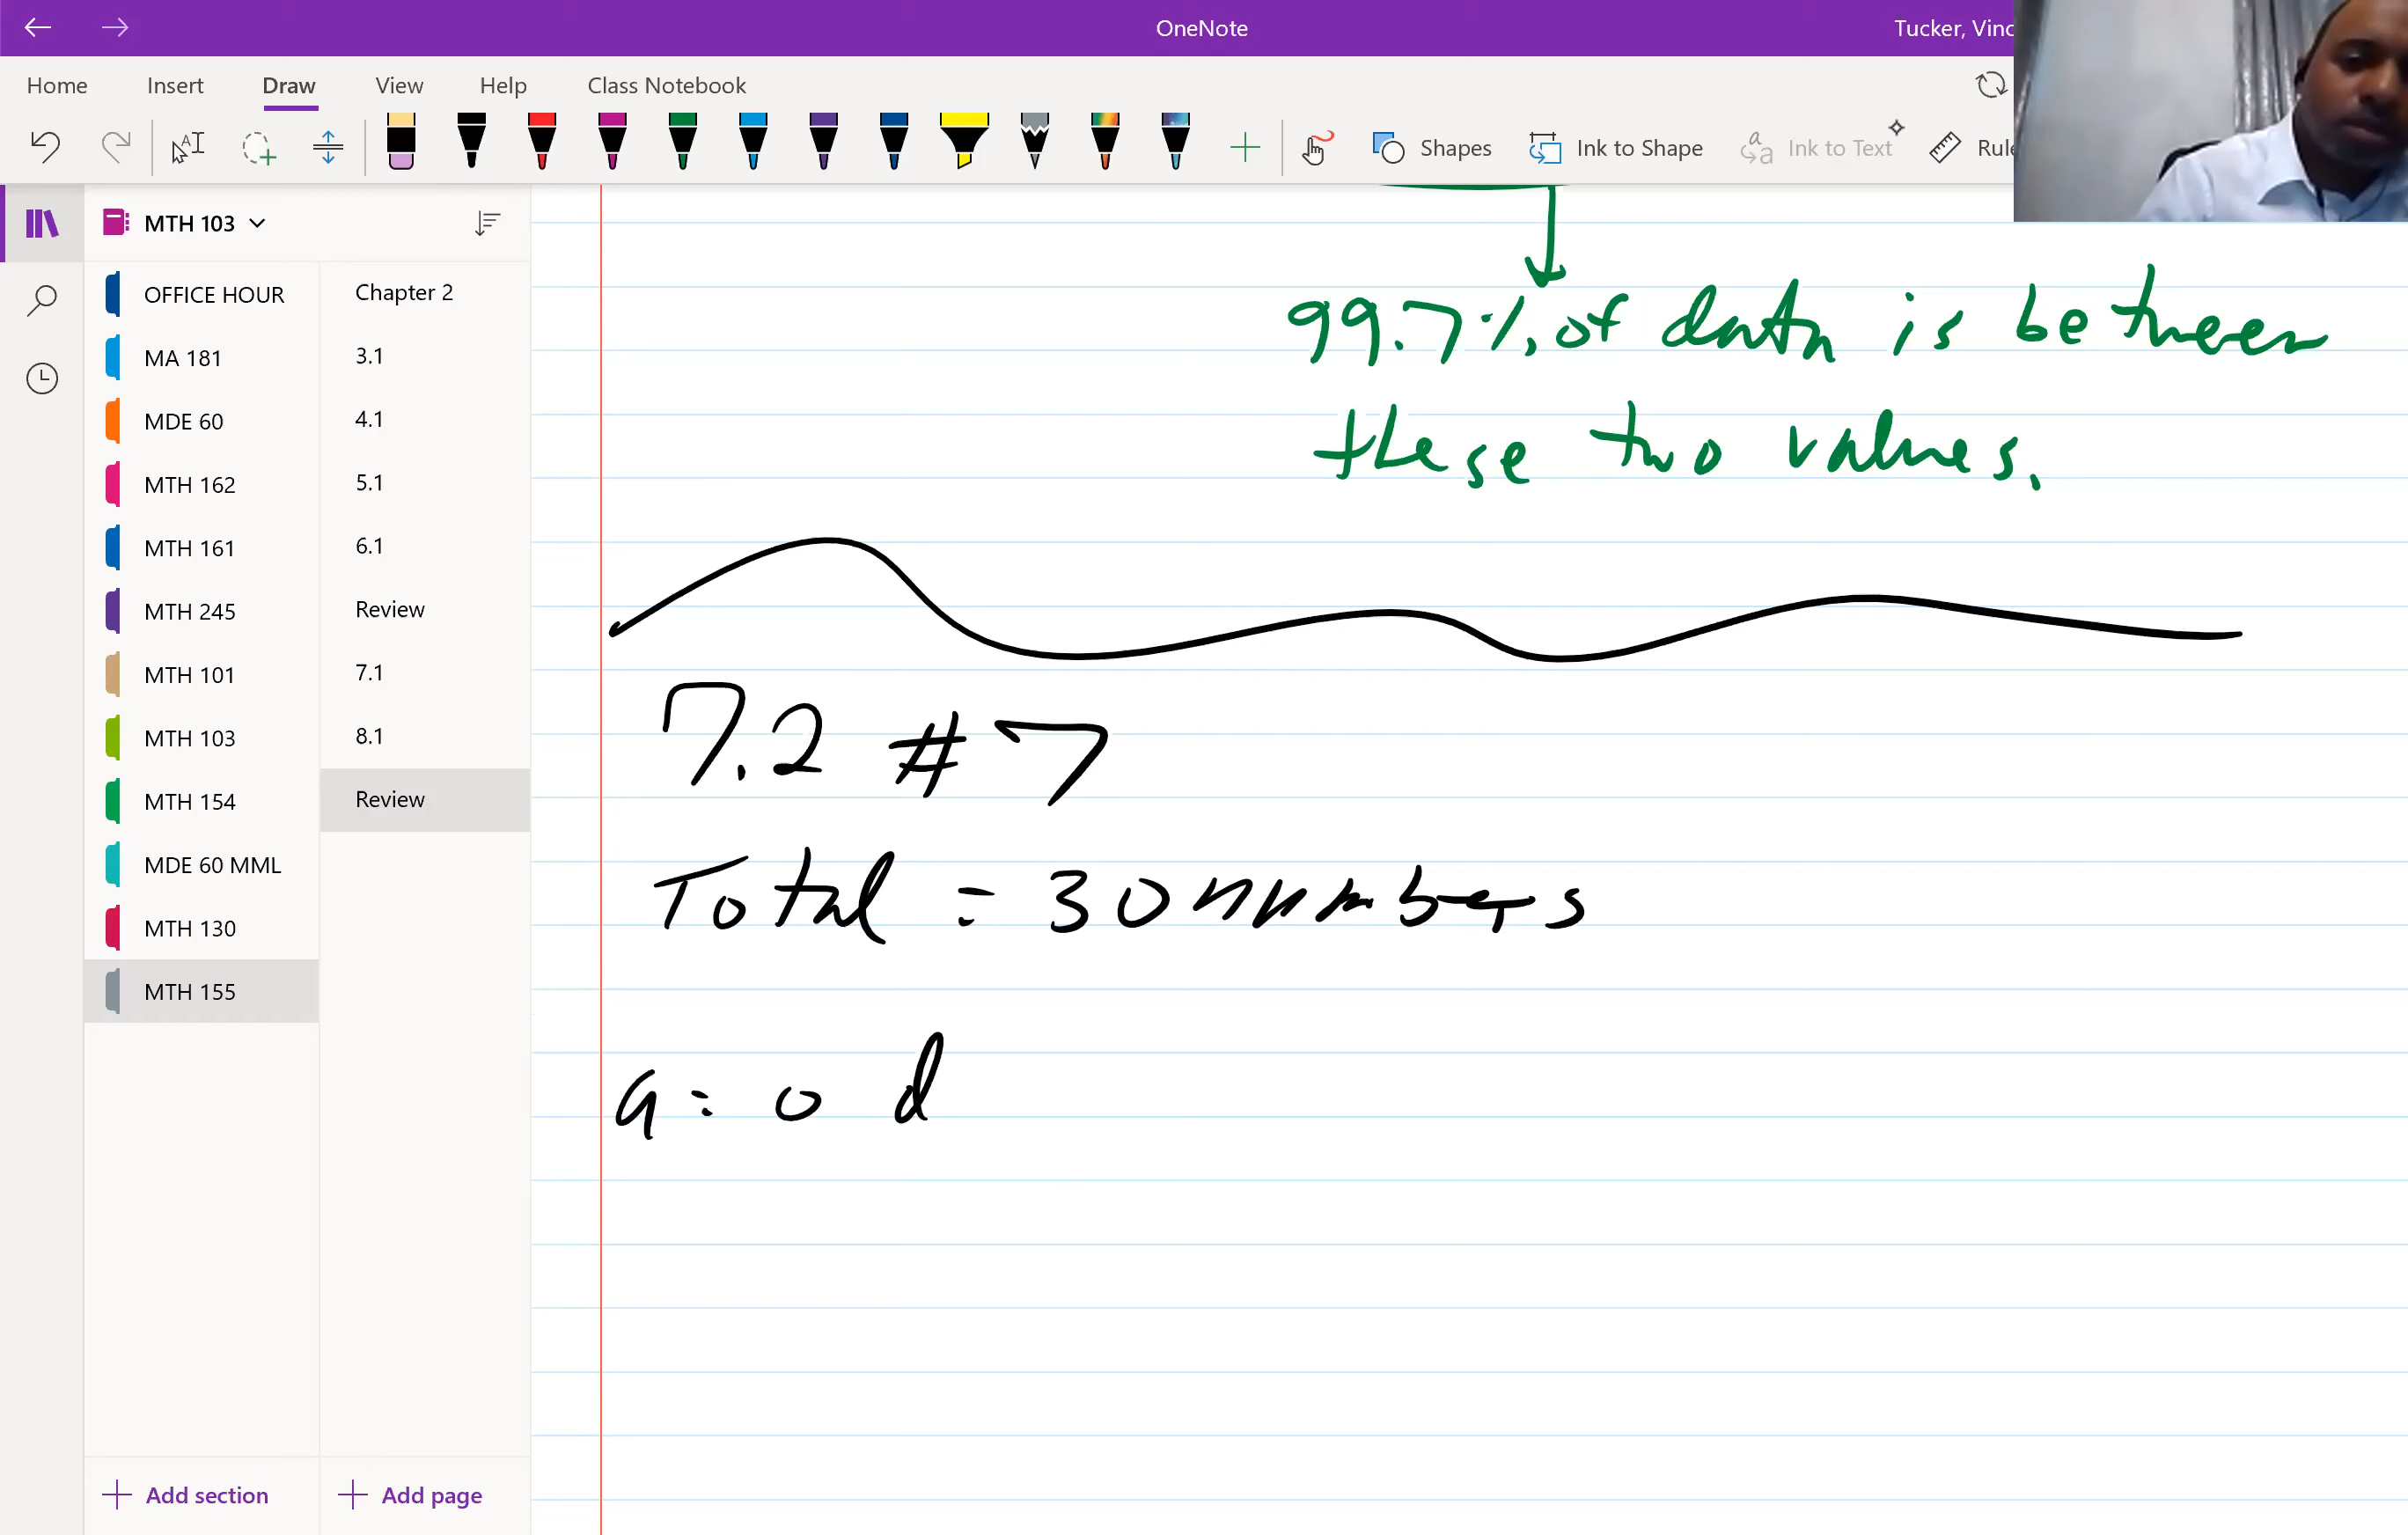 OneNote
Tucker, Vinc
Home Insert Draw View Help Class Notebook
Shapes Ink to Shape Ink to Text Rule
MTH 103
OFFICE HOUR
MA 181
MDE 60
MTH 162
MTH 161
MTH 245
MTH 101
MTH 103
MTH 154
MDE 60 MML
MTH 130
MTH 155
Add section
Chapter 2
3.1
4.1
5.1
6.1
Review
7.1
8.1
Review
Add page
99.7% of data is between
these two values.
7.2 #7
Total = 30 numbers
a = o d